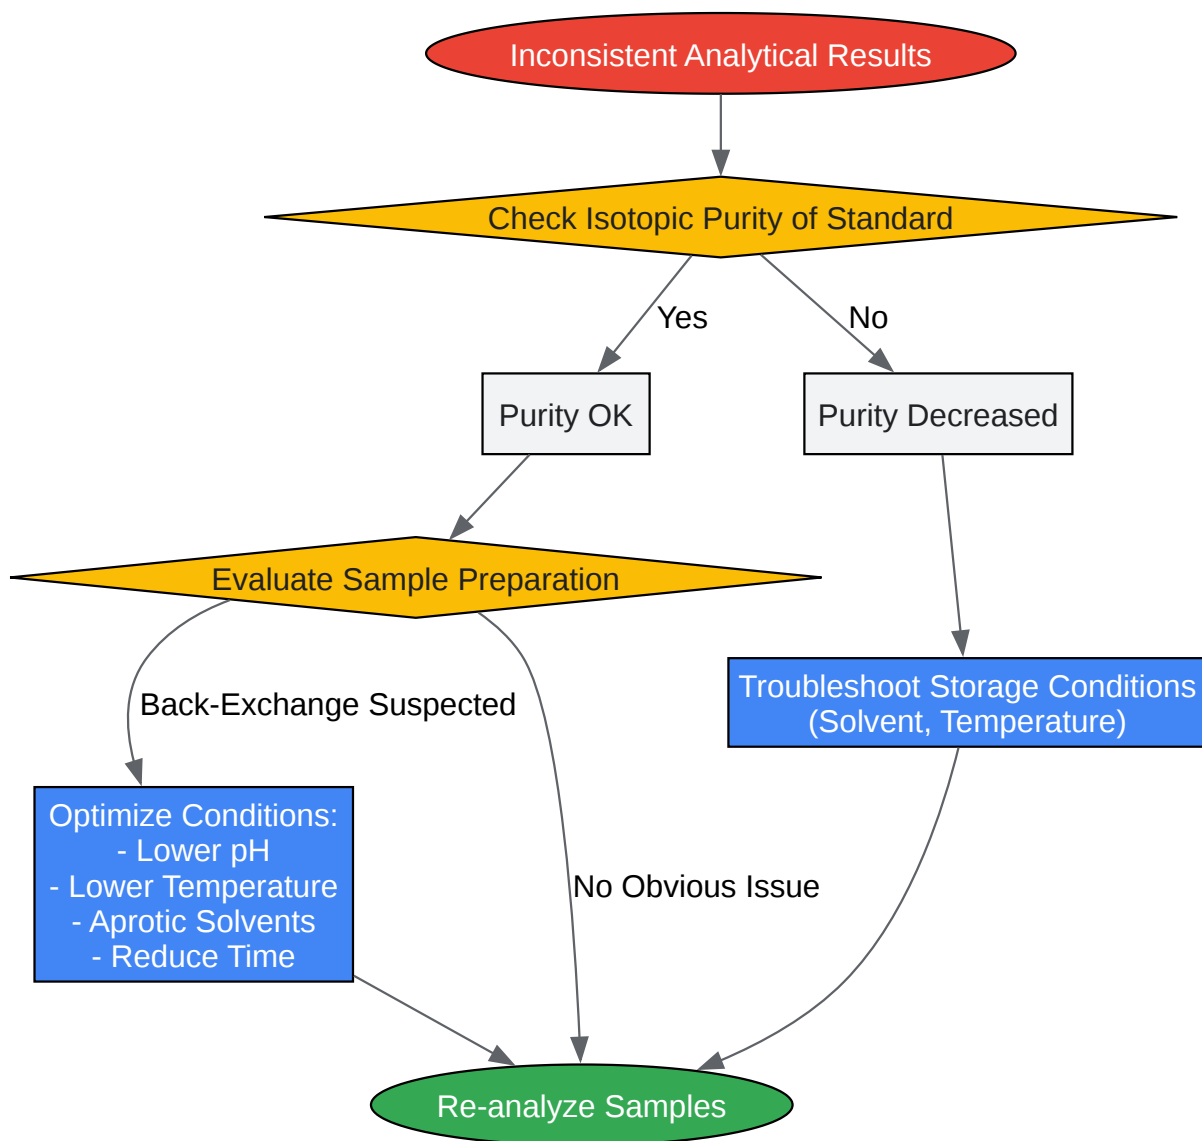 Inconsistent Analytical Results
Check Isotopic Purity of Standard
Yes
No
Purity OK
Purity Decreased
Evaluate Sample Preparation
Back-Exchange Suspected
Troubleshoot Storage Conditions
(Solvent, Temperature)
Optimize Conditions:
- Lower pH
- Lower Temperature
- Aprotic Solvents
- Reduce Time
No Obvious Issue
Re-analyze Samples